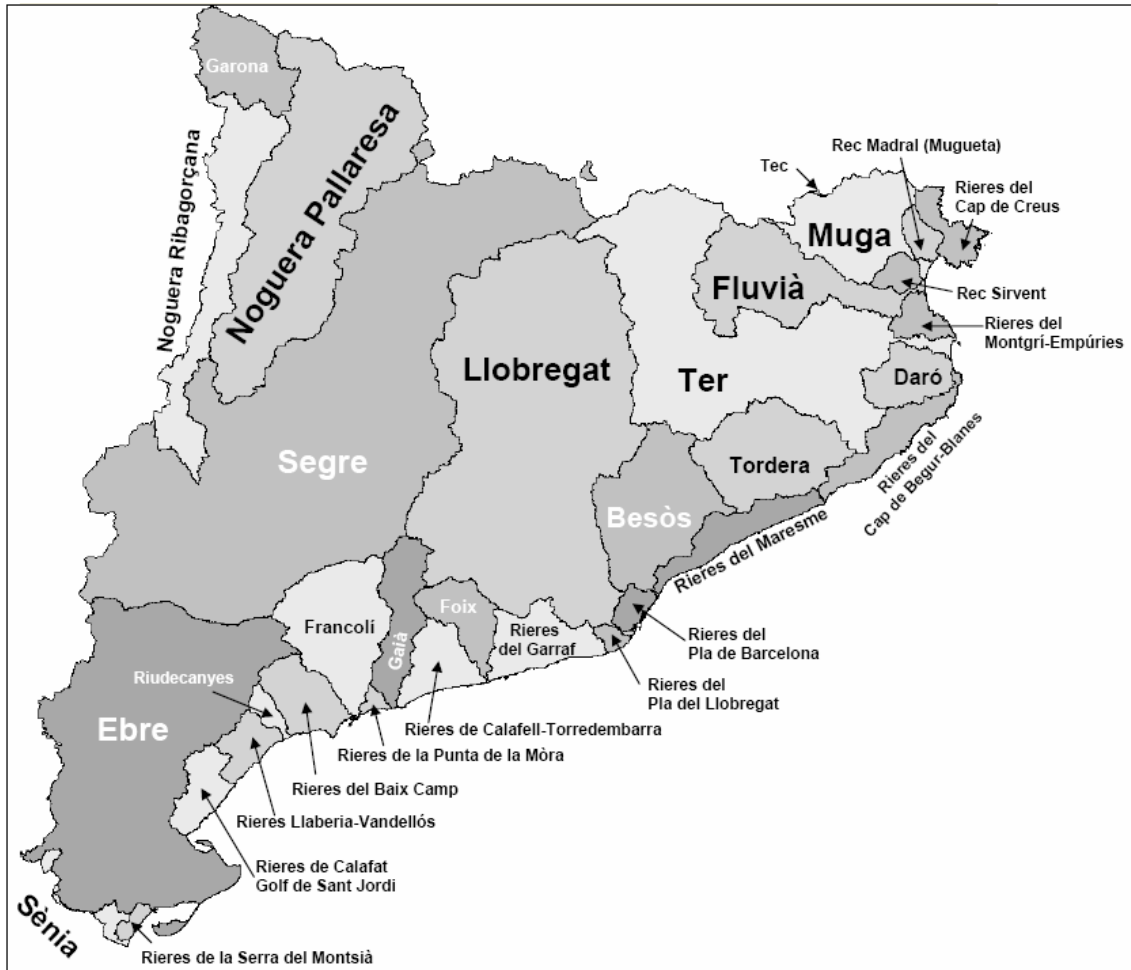 Garona
Noguera Ribagorçana
Noguera Pallaresa
Rec Madral (Mugueta)
Tec
Rieres del
Cap de Creus
Muga
Fluvià
Rec Sirvent
Rieres del
Montgrí-Empúries
Llobregat
Ter
Daró
Segre
Tordera
Rieres del
Cap de Begur-Blanes
Besòs
Rieres del Maresme
Francolí
Gaià
Foix
Rieres
del Garraf
Rieres del
Pla de Barcelona
Rieres del
Pla del Llobregat
Riudecanyes
Ebre
Rieres de Calafell-Torredembarra
Rieres de la Punta de la Mòra
Rieres del Baix Camp
Rieres Llaberia-Vandellós
Rieres de Calafat
Golf de Sant Jordi
Sènia
Rieres de la Serra del Montsià